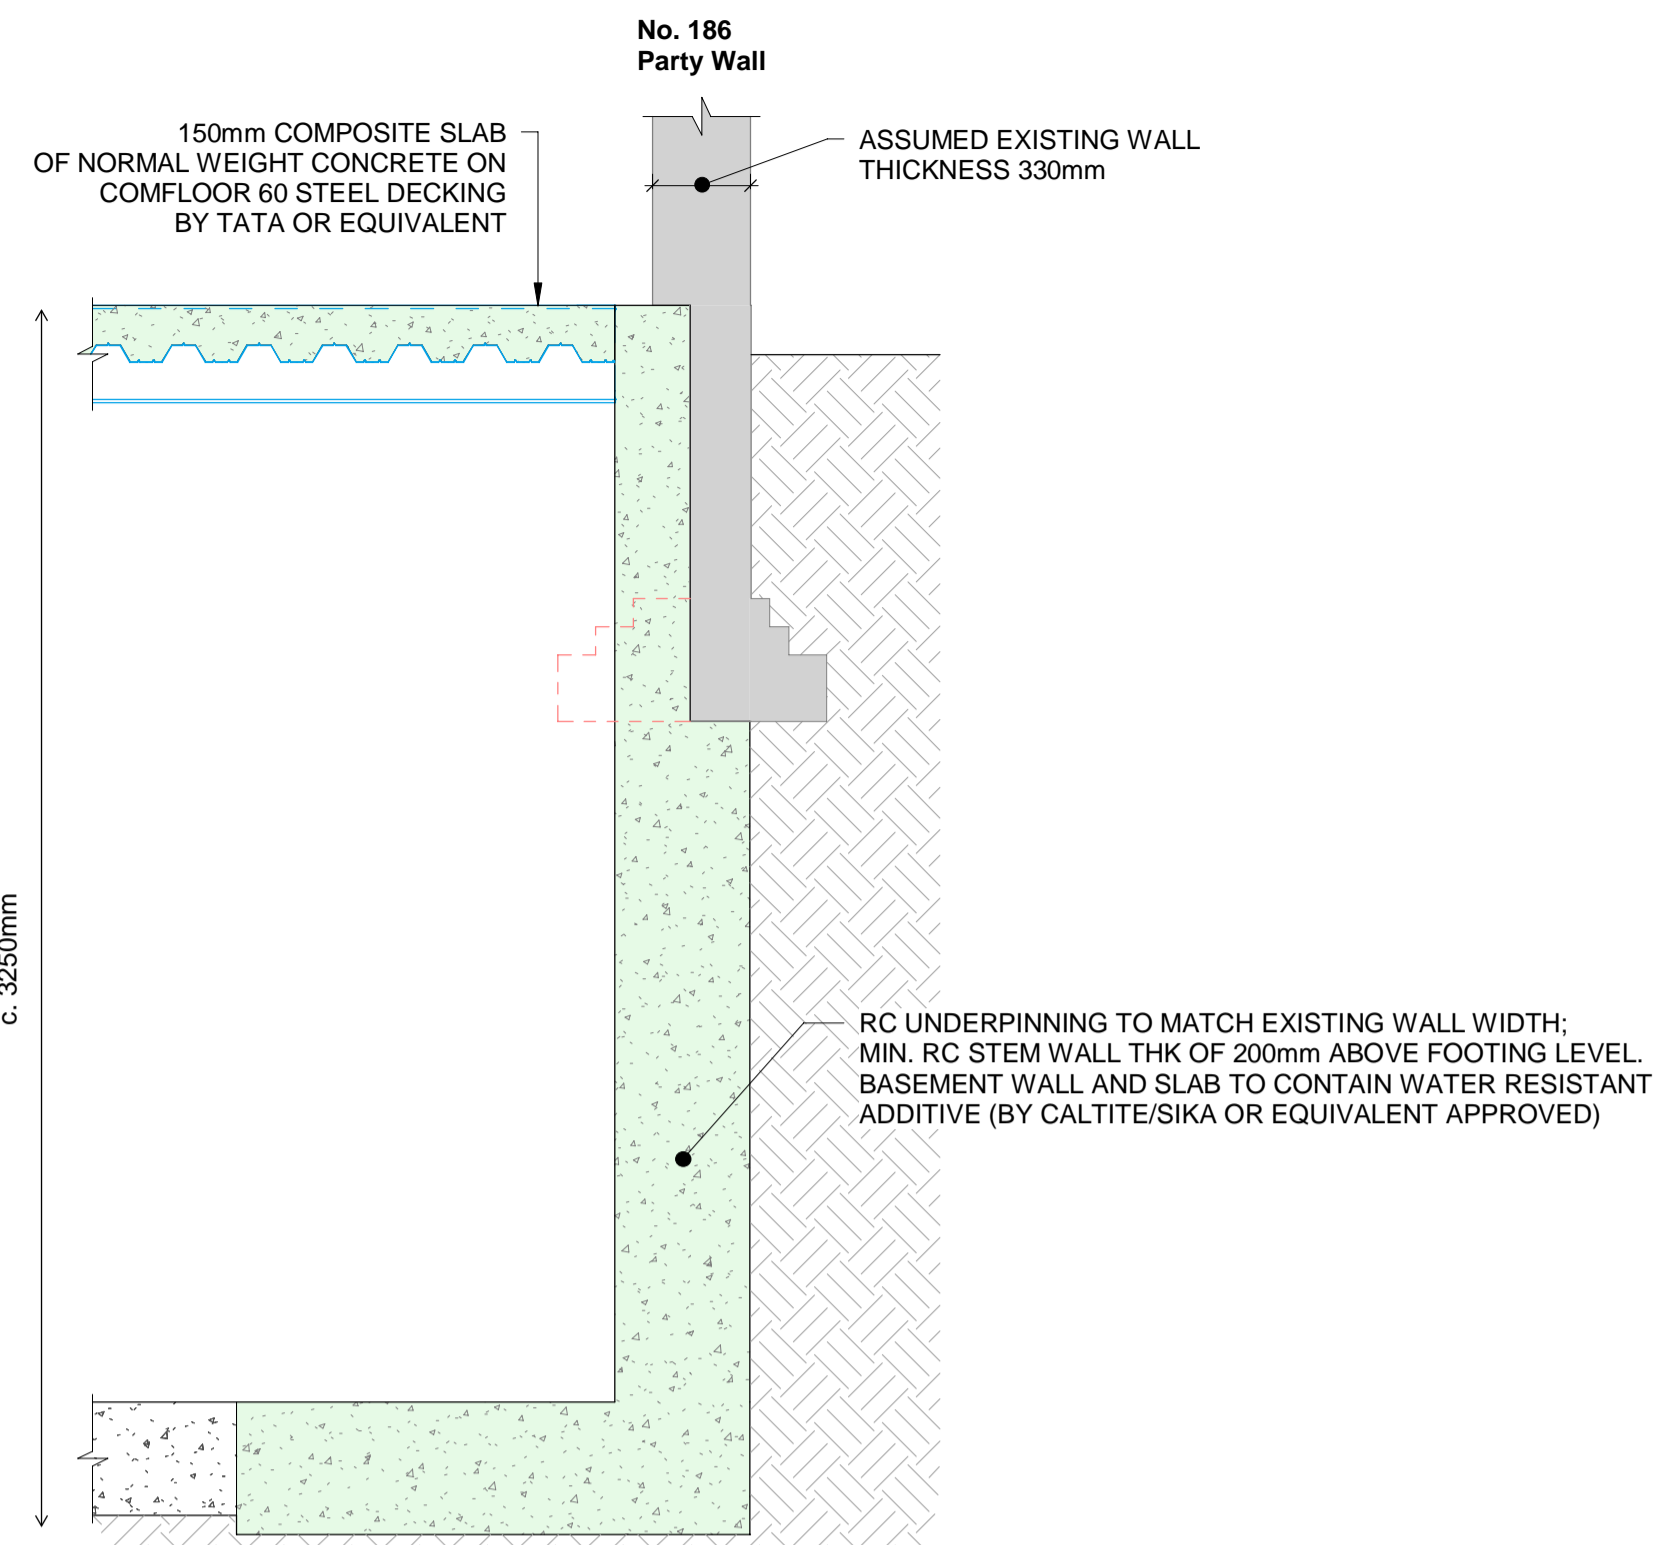 No. 186
Party Wall
150mm COMPOSITE SLAB
OF NORMAL WEIGHT CONCRETE ON
COMFLOOR 60 STEEL DECKING
BY TATA OR EQUIVALENT
ASSUMED EXISTING WALL
THICKNESS 330mm
c. 3250mm
RC UNDERPINNING TO MATCH EXISTING WALL WIDTH;
MIN. RC STEM WALL THK OF 200mm ABOVE FOOTING LEVEL.
BASEMENT WALL AND SLAB TO CONTAIN WATER RESISTANT
ADDITIVE (BY CALTITE/SIKA OR EQUIVALENT APPROVED)